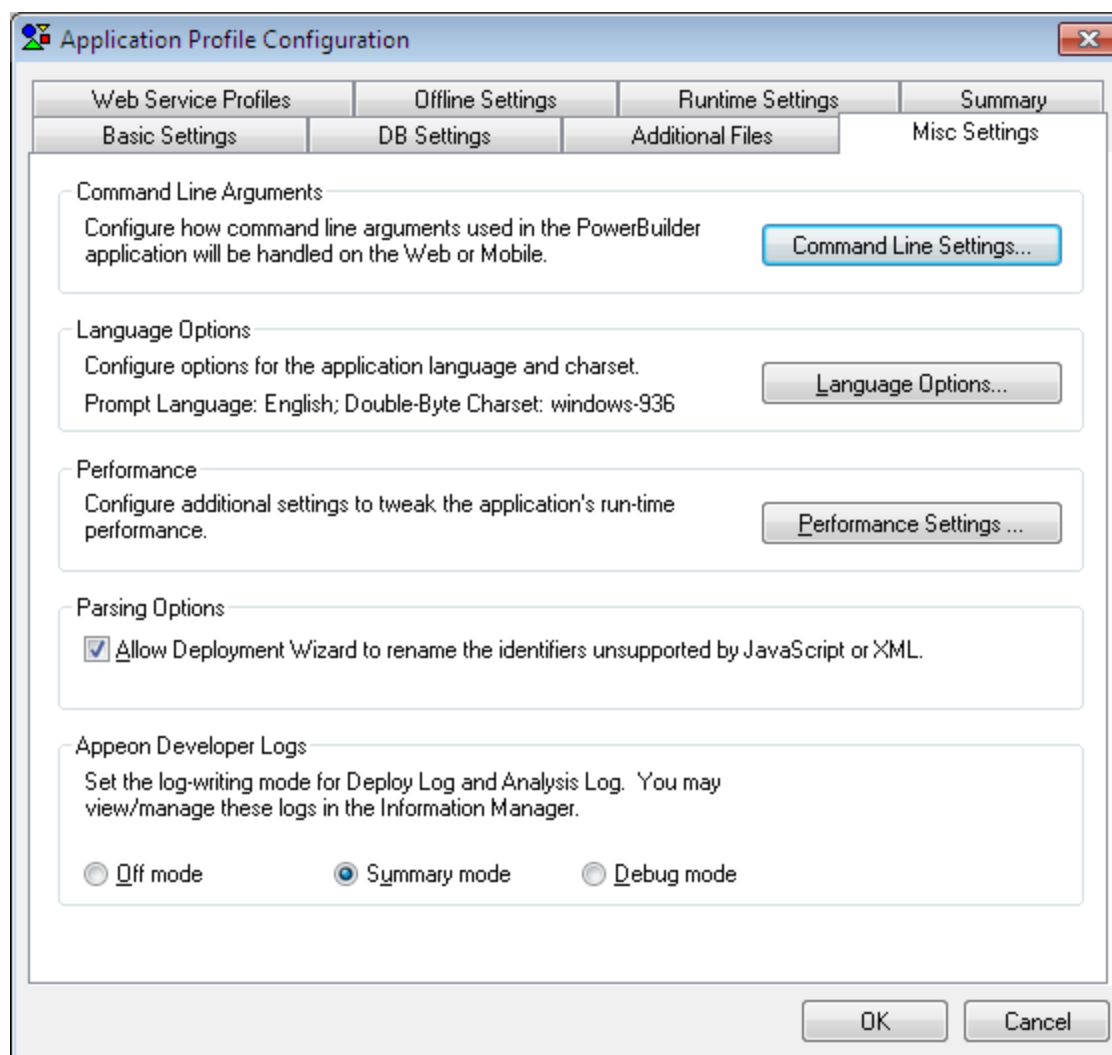 Application Profile Configuration
Web Service Profiles
Offline Settings
Runtime Settings
Summary
Basic Settings
DB Settings
Additional Files
Misc Settings
Command Line Arguments
Configure how command line arguments used in the PowerBuilder
application will be handled on the Web or Mobile.
Command Line Settings...
Language Options
Configure options for the application language and charset.
Prompt Language: English; Double-Byte Charset: windows-936
Language Options...
Performance
Configure additional settings to tweak the application's run-time
performance.
Performance Settings ...
Parsing Options
Allow Deployment Wizard to rename the identifiers unsupported by JavaScript or XML.
Appeon Developer Logs
Set the log-writing mode for Deploy Log and Analysis Log.  You may
view/manage these logs in the Information Manager.
Off mode
Summary mode
Debug mode
OK
Cancel